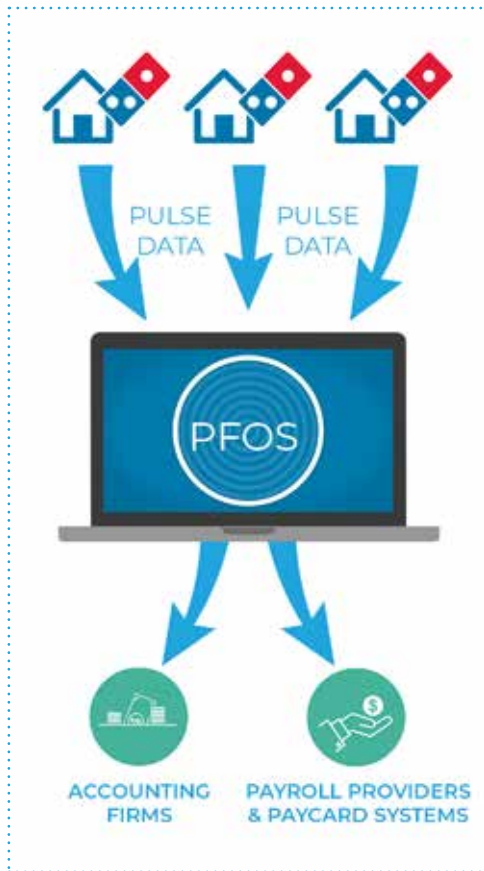 PULSE
DATA
PULSE
DATA
PFOS
$
ACCOUNTING
FIRMS
PAYROLL PROVIDERS
& PAYCARD SYSTEMS